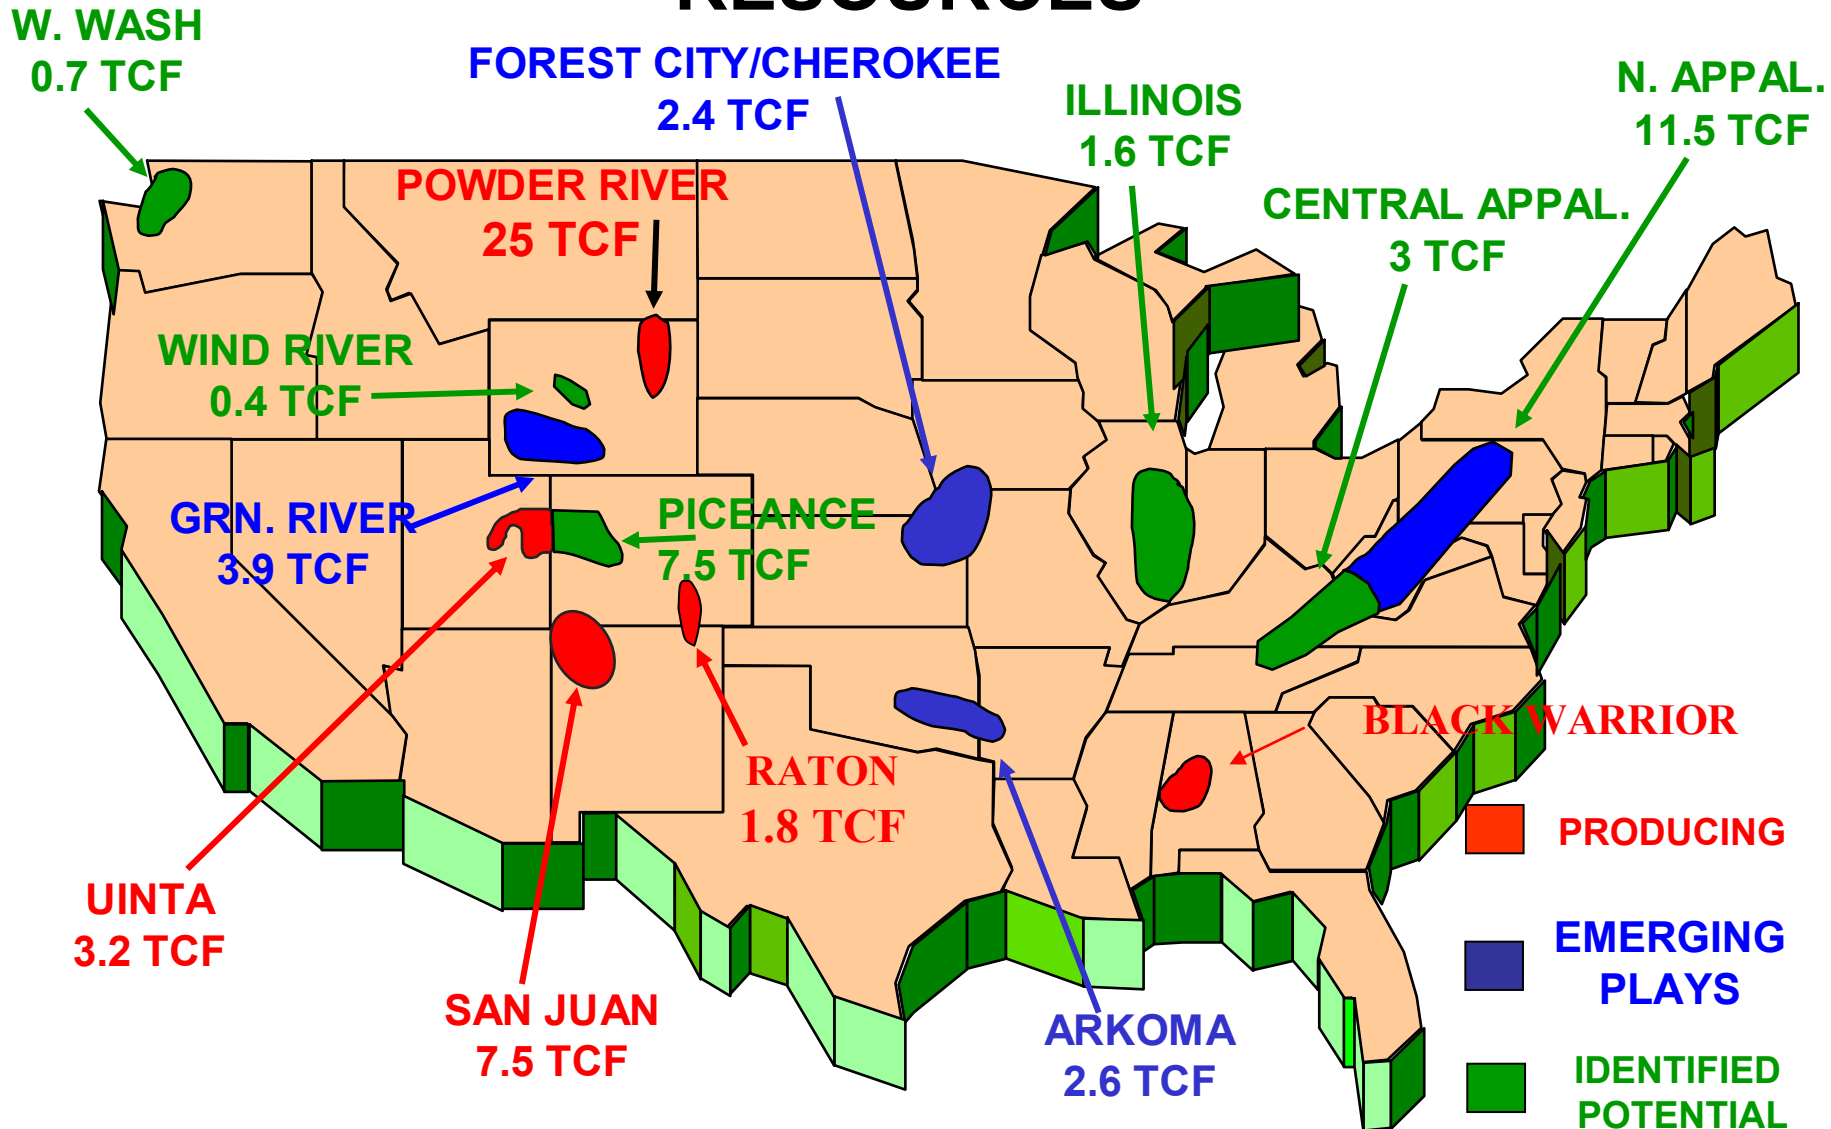 RESOURCES
W. WASH
0.7 TCF
FOREST CITY/CHEROKEE
2.4 TCF
ILLINOIS
1.6 TCF
N. APPAL.
11.5 TCF
POWDER RIVER
25 TCF
CENTRAL APPAL.
3 TCF
WIND RIVER
0.4 TCF
GRN. RIVER
3.9 TCF
PICEANCE
7.5 TCF
RATON
1.8 TCF
BLACK WARRIOR
UINTA
3.2 TCF
SAN JUAN
7.5 TCF
ARKOMA
2.6 TCF
PRODUCING
EMERGING
PLAYS
IDENTIFIED
POTENTIAL